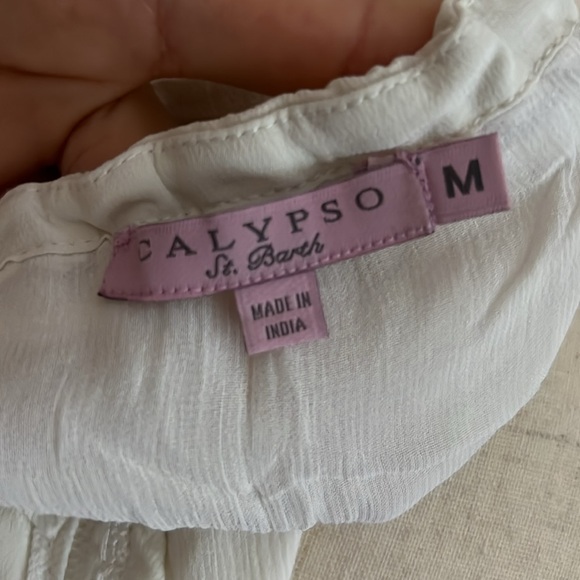 CALYPSO
St. Barth
M
MADE IN
INDIA